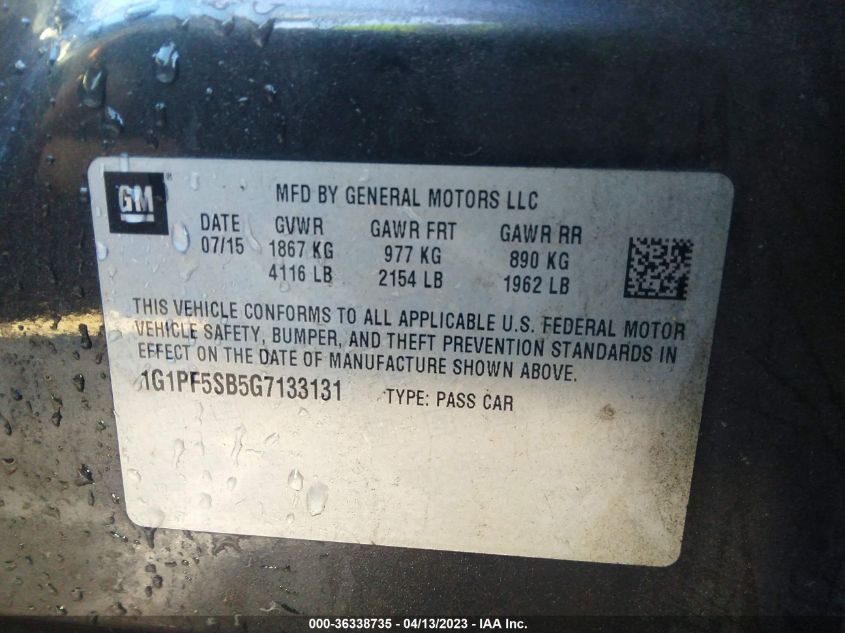 GM
MFD BY GENERAL MOTORS LLC
DATE GVWR GAWR FRT GAWR RR
07/15 1867 KG 977 KG 890 KG
4116 LB 2154 LB 1962 LB
THIS VEHICLE CONFORMS TO ALL APPLICABLE U.S. FEDERAL MOTOR
VEHICLE SAFETY, BUMPER, AND THEFT PREVENTION STANDARDS IN
EFFECT ON THE DATE OF MANUFACTURE SHOWN ABOVE.
1G1PF5SB5G7133131 TYPE: PASS CAR
000-36338735 - 04/13/2023 - IAA Inc.